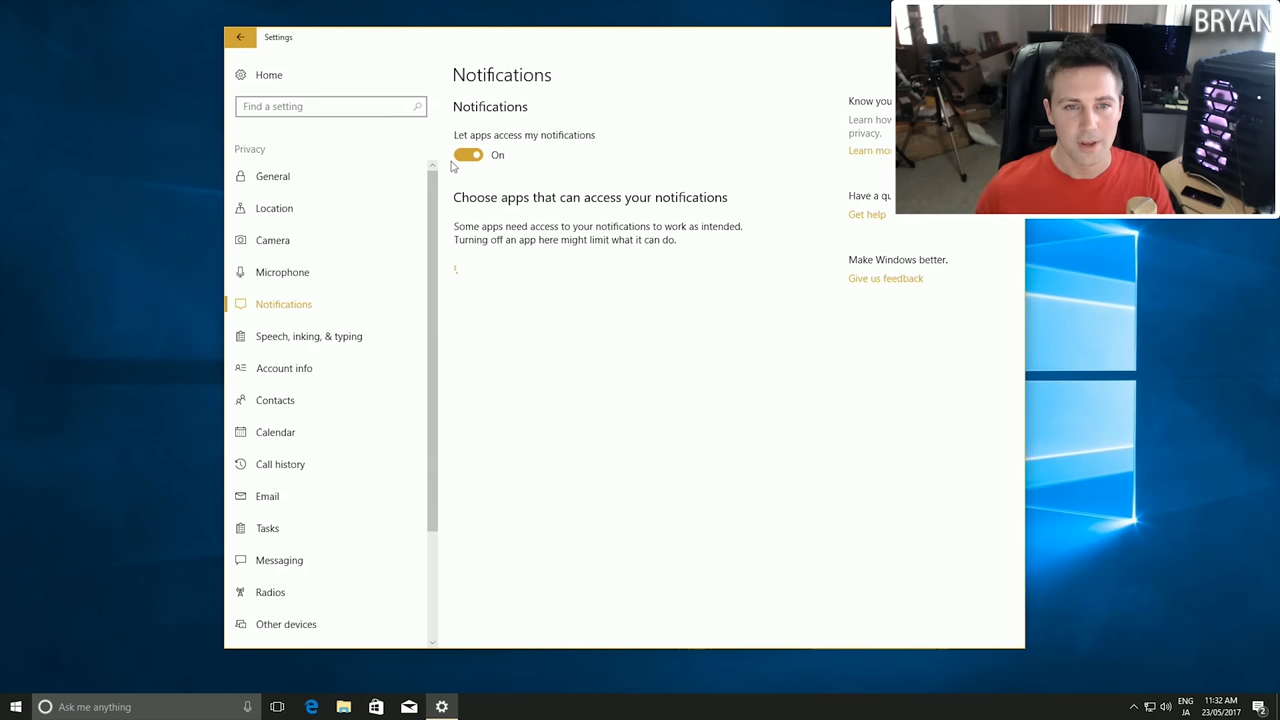 Settings
Home
Find a setting
Privacy
General
Location
Camera
Microphone
Notifications
Speech, inking, & typing
Account info
Contacts
Calendar
Call history
Email
Tasks
Messaging
Radios
Other devices
Notifications
Notifications
Let apps access my notifications
On
Choose apps that can access your notifications
Some apps need access to your notifications to work as intended.
Turning off an app here might limit what it can do.
Know you
Learn how
privacy.
Learn mo
Have a qu
Get help
Make Windows better.
Give us feedback
BRYAN
Ask me anything
ENG
JA
11:32 AM
23/05/2017
2